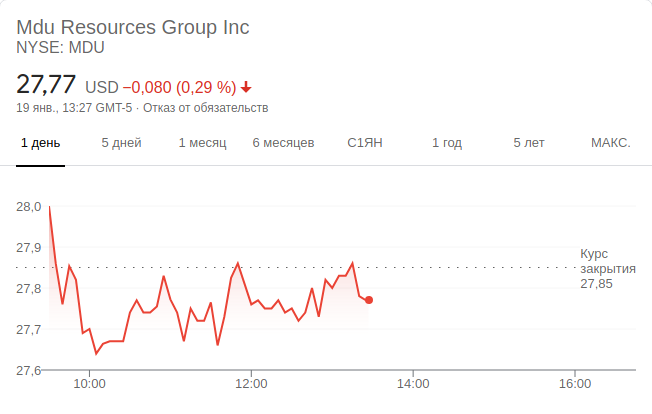 Mdu Resources Group Inc
NYSE: MDU
27,77 USD −0,080 (0,29 %)
19 янв., 13:27 GMT-5 · Отказ от обязательств
1 день 5 дней 1 месяц 6 месяцев С1ЯН 1 год 5 лет МАКС.
28,0
27,9
27,8
27,7
27,6
Курс
закрытия
27,85
10:00 12:00 14:00 16:00